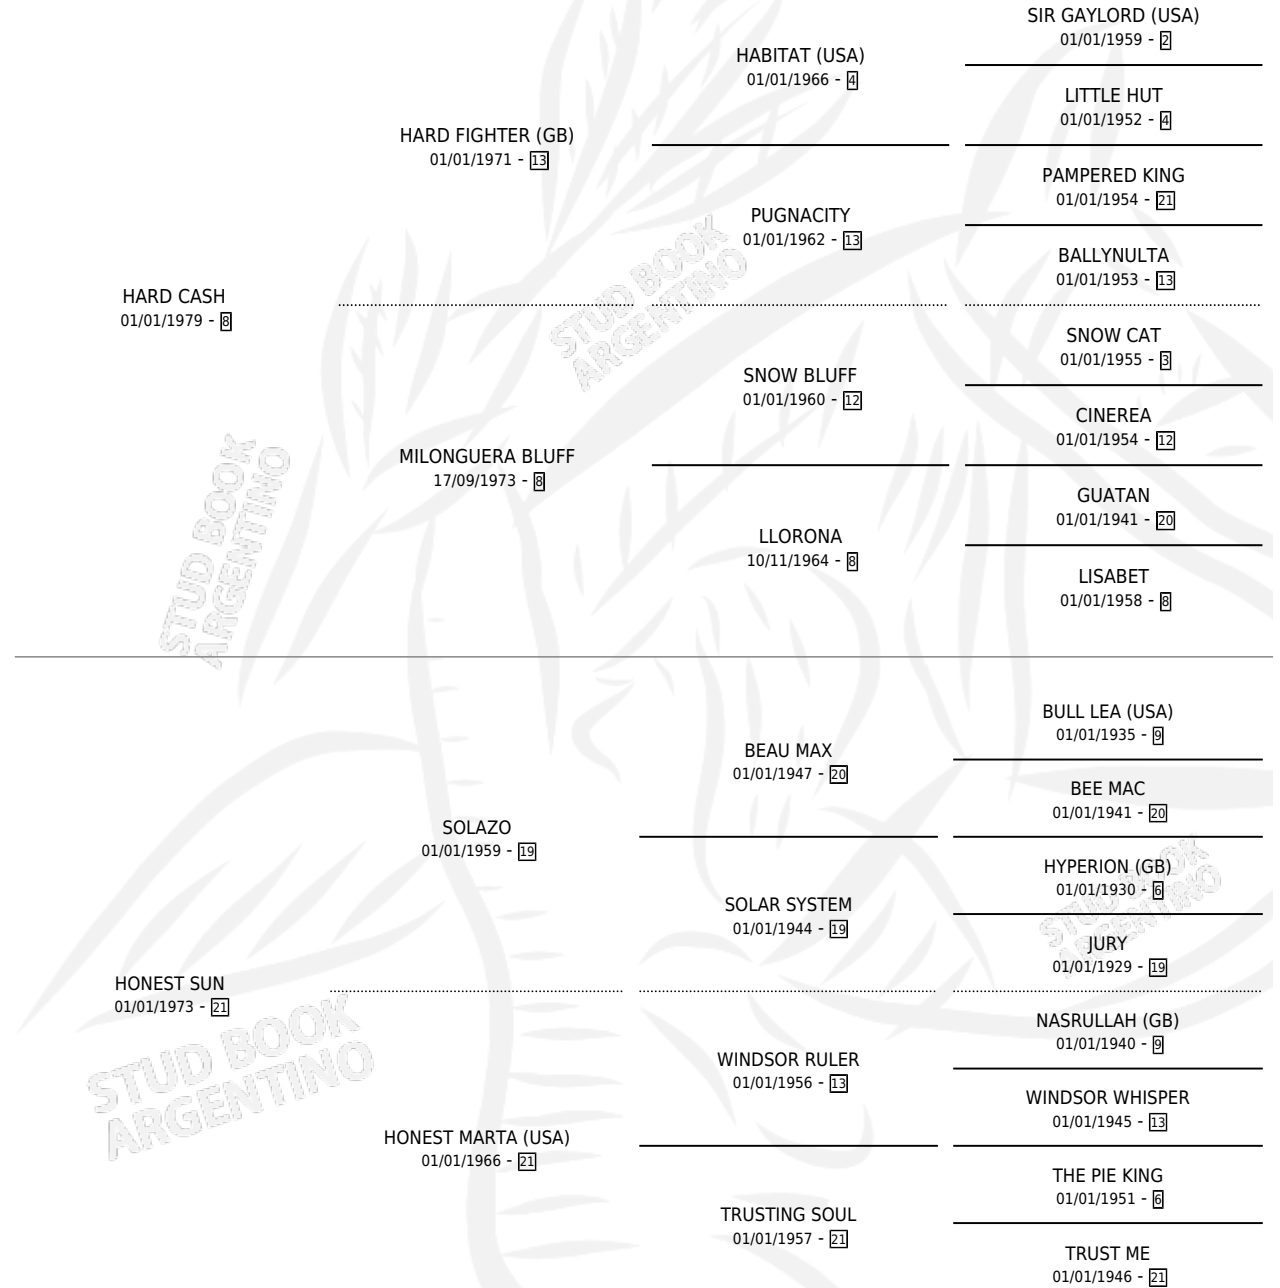 SIR GAYLORD (USA)
01/01/1959 - 2
HABITAT (USA)
01/01/1966 - 4
LITTLE HUT
01/01/1952 - 4
HARD FIGHTER (GB)
01/01/1971 - 13
PAMPERED KING
01/01/1954 - 21
PUGNACITY
01/01/1962 - 13
BALLYNULTA
01/01/1953 - 13
HARD CASH
01/01/1979 - 8
SNOW CAT
01/01/1955 - 3
SNOW BLUFF
01/01/1960 - 12
CINEREA
01/01/1954 - 12
MILONGUERA BLUFF
17/09/1973 - 8
GUATAN
01/01/1941 - 20
LLORONA
10/11/1964 - 8
LISABET
01/01/1958 - 8
BULL LEA (USA)
01/01/1935 - 9
BEAU MAX
01/01/1947 - 20
BEE MAC
01/01/1941 - 20
SOLAZO
01/01/1959 - 19
HYPERION (GB)
01/01/1930 - 6
SOLAR SYSTEM
01/01/1944 - 19
JURY
01/01/1929 - 19
HONEST SUN
01/01/1973 - 21
NASRULLAH (GB)
01/01/1940 - 9
WINDSOR RULER
01/01/1956 - 13
WINDSOR WHISPER
01/01/1945 - 13
HONEST MARTA (USA)
01/01/1966 - 21
THE PIE KING
01/01/1951 - 6
TRUSTING SOUL
01/01/1957 - 21
TRUST ME
01/01/1946 - 21
STUD BOOK
ARGENTINO
STUD BOOK
ARGENTINO
STUD BOOK
ARGENTINO
STUD BOOK
ARGENTINO